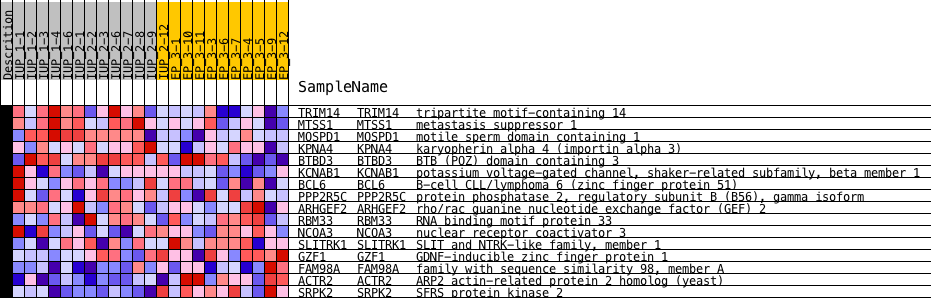 Descrition
IUP_1-1
IUP_1-2
IUP_1-3
IUP_1-4
IUP_1-6
IUP_2-1
IUP_2-2
IUP_2-3
IUP_2-6
IUP_2-7
IUP_2-8
IUP_2-9
IUP_2-12
EP_3-1
EP_3-10
EP_3-11
EP_3-3
EP_3-6
EP_3-7
EP_3-4
EP_3-5
EP_3-9
EP_3-12
SampleName
TRIM14 TRIM14 tripartite motif-containing 14
MTSS1 MTSS1 metastasis suppressor 1
MOSPD1 MOSPD1 motile sperm domain containing 1
KPNA4 KPNA4 karyopherin alpha 4 (importin alpha 3)
BTBD3 BTBD3 BTB (POZ) domain containing 3
KCNAB1 KCNAB1 potassium voltage-gated channel, shaker-related subfamily, beta member 1
BCL6 BCL6 B-cell CLL/lymphoma 6 (zinc finger protein 51)
PPP2R5C PPP2R5C protein phosphatase 2, regulatory subunit B (B56), gamma isoform
ARHGEF2 ARHGEF2 rho/rac guanine nucleotide exchange factor (GEF) 2
RBM33 RBM33 RNA binding motif protein 33
NCOA3 NCOA3 nuclear receptor coactivator 3
SLITRK1 SLITRK1 SLIT and NTRK-like family, member 1
GZF1 GZF1 GDNF-inducible zinc finger protein 1
FAM98A FAM98A family with sequence similarity 98, member A
ACTR2 ACTR2 ARP2 actin-related protein 2 homolog (yeast)
SRPK2 SRPK2 SFRS protein kinase 2